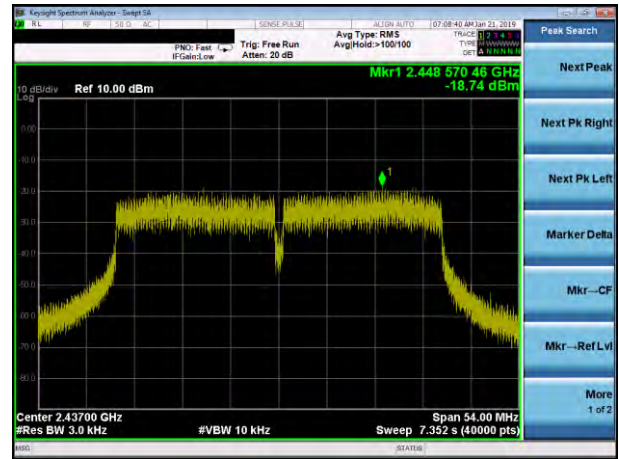 Keysight Spectrum Analyzer - Swept SA
RL RF 50 Ω AC SENSE:PULSE ALIGN AUTO 07:08:40 AM Jan 21, 2019
PNO: Fast
IFGain:Low
Trig: Free Run
Atten: 20 dB
Avg Type: RMS
Avg|Hold:>100/100
TRACE 1 2 3 4 5 6
TYPE
DET A N N N N N
Peak Search
Mkr1 2.448 570 46 GHz
-18.74 dBm
10 dB/div Ref 10.00 dBm
Log
0.00
-10.0
-20.0
-30.0
-40.0
-50.0
-60.0
-70.0
-80.0
1
Center 2.43700 GHz Span 54.00 MHz
#Res BW 3.0 kHz #VBW 10 kHz Sweep 7.352 s (40000 pts)
MSG STATUS
Next Peak
Next Pk Right
Next Pk Left
Marker Delta
Mkr→CF
Mkr→Ref Lvl
More
1 of 2